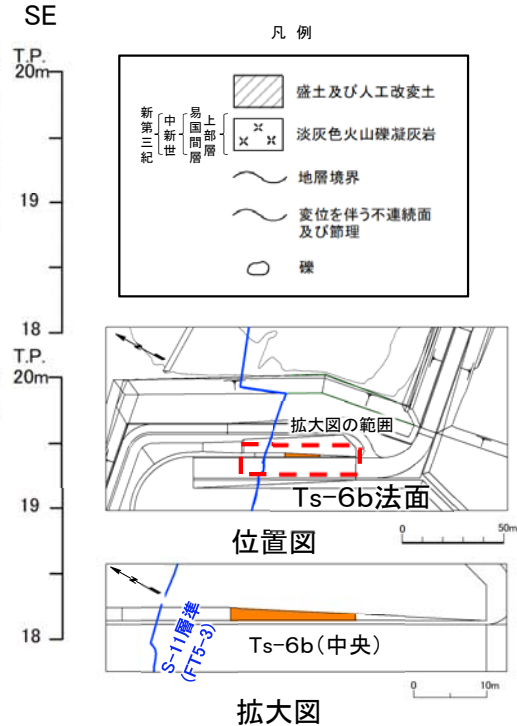 SE
凡 例
T.P.
20m
19
18
新第三紀
中新世
易国間層
上部層
盛土及び人工改変土
淡灰色火山礫凝灰岩
地層境界
変位を伴う不連続面
及び節理
礫
T.P.
20m
19
18
拡大図の範囲
Ts-6b法面
位置図
0 50m
S-11層準
(FT5-3)
Ts-6b(中央)
0 10m
拡大図